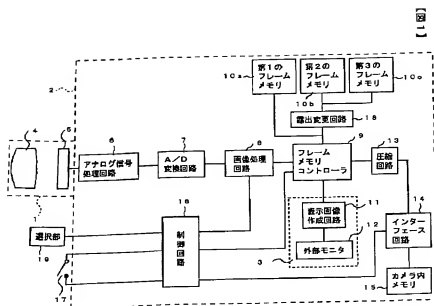 【図1】
2
第1の
フレーム
メモリ
10a
第2の
フレーム
メモリ
10b
第3の
フレーム
メモリ
10c
露出変更回路
18
4
5
1
アナログ信号
処理回路
6
A/D
変換回路
7
画像処理
回路
8
フレーム
メモリ
コントローラ
9
圧縮
回路
13
表示画像
作成回路
11
外部モニタ
12
3
インタ
フェース
回路
14
カメラ内
メモリ
15
制御回路
16
選択部
19
17